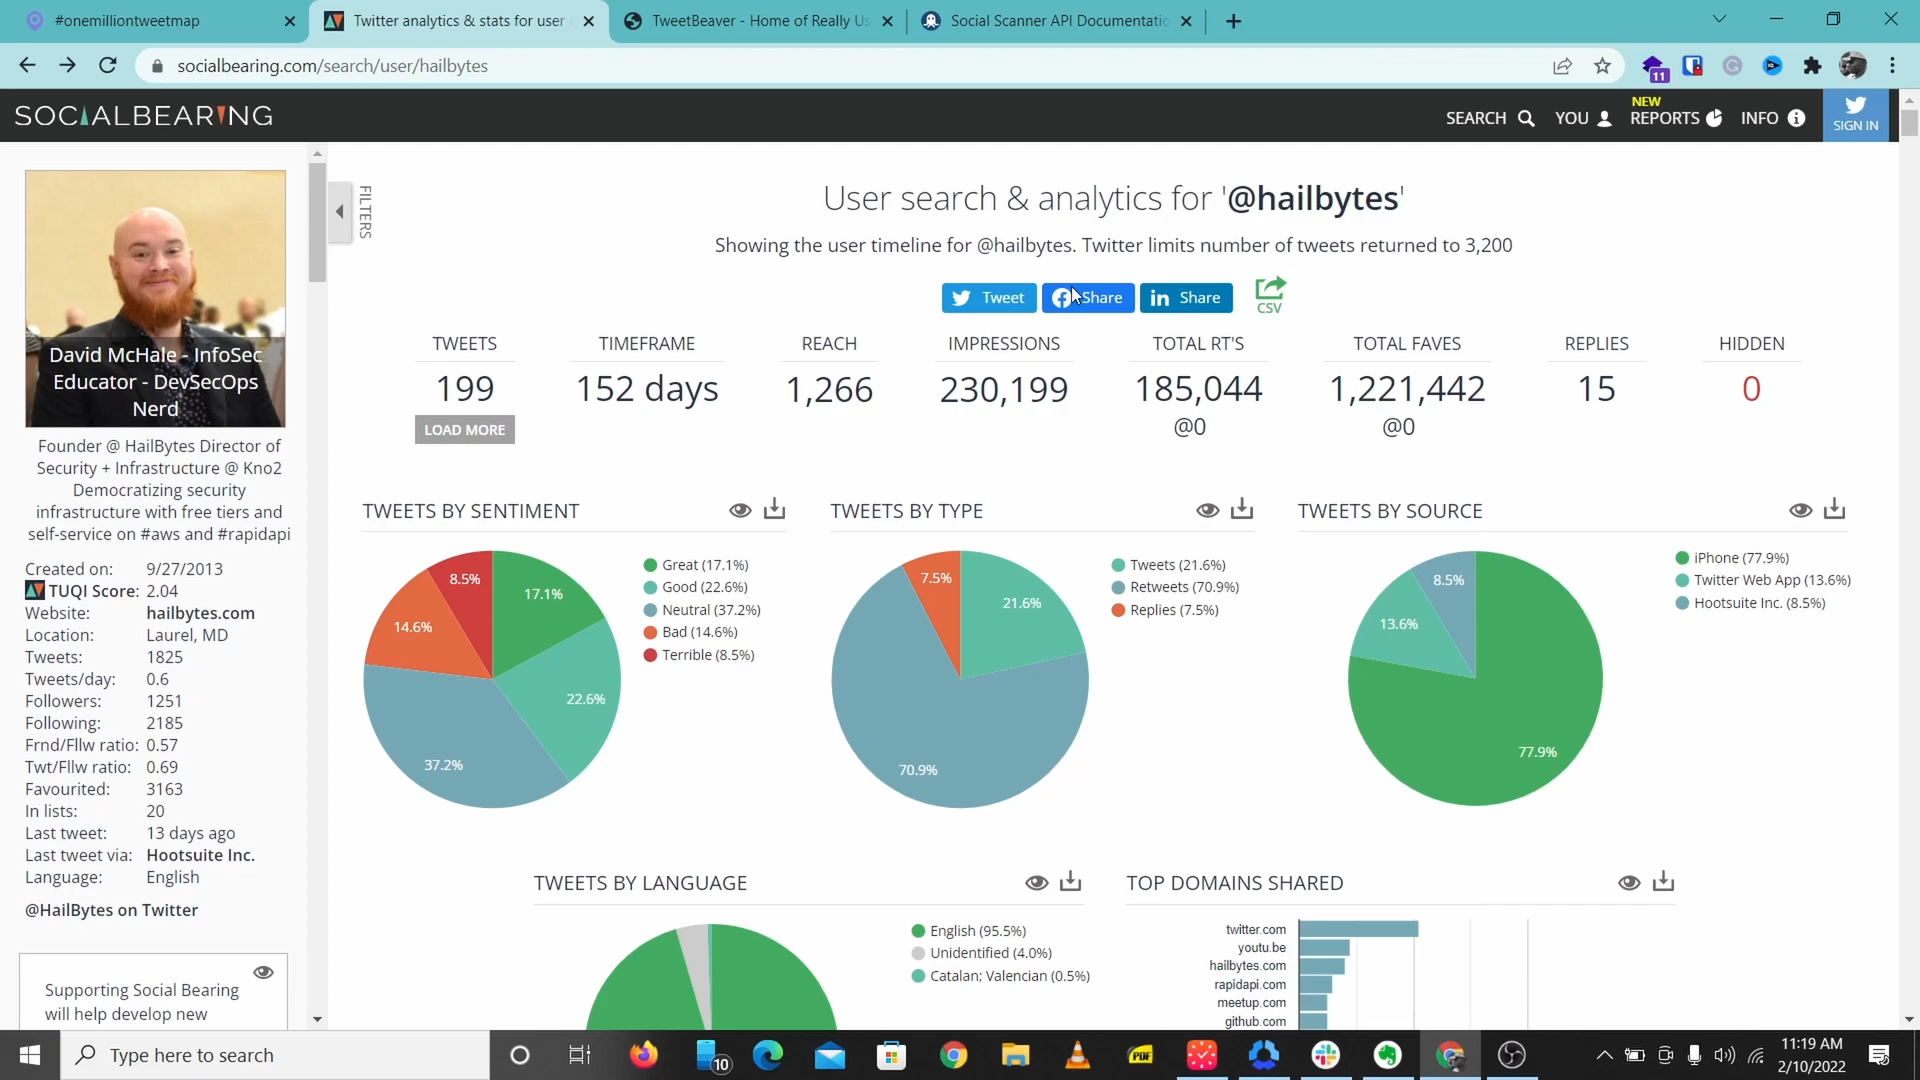 #onemilliontweetmap
Twitter analytics & stats for user
TweetBeaver - Home of Really Us
Social Scanner API Documentatic
socialbearing.com/search/user/hailbytes
11
SOCIALBEARING
SEARCH
YOU
NEW
REPORTS
INFO
SIGN IN
FILTERS
David McHale - InfoSec
Educator - DevSecOps
Nerd
Founder @ HailBytes Director of
Security + Infrastructure @ Kno2
Democratizing security
infrastructure with free tiers and
self-service on #aws and #rapidapi
Created on: 9/27/2013
TUQI Score: 2.04
Website: hailbytes.com
Location: Laurel, MD
Tweets: 1825
Tweets/day: 0.6
Followers: 1251
Following: 2185
Frnd/Fllw ratio: 0.57
Twt/Fllw ratio: 0.69
Favourited: 3163
In lists: 20
Last tweet: 13 days ago
Last tweet via: Hootsuite Inc.
Language: English
@HailBytes on Twitter
Supporting Social Bearing
will help develop new
User search & analytics for '@hailbytes'
Showing the user timeline for @hailbytes. Twitter limits number of tweets returned to 3,200
Tweet
Share
Share
CSV
TWEETS
199
LOAD MORE
TIMEFRAME
152 days
REACH
1,266
IMPRESSIONS
230,199
TOTAL RT'S
185,044
@0
TOTAL FAVES
1,221,442
@0
REPLIES
15
HIDDEN
0
TWEETS BY SENTIMENT
8.5%
17.1%
14.6%
22.6%
37.2%
Great (17.1%)
Good (22.6%)
Neutral (37.2%)
Bad (14.6%)
Terrible (8.5%)
TWEETS BY TYPE
7.5%
21.6%
70.9%
Tweets (21.6%)
Retweets (70.9%)
Replies (7.5%)
TWEETS BY SOURCE
8.5%
13.6%
77.9%
iPhone (77.9%)
Twitter Web App (13.6%)
Hootsuite Inc. (8.5%)
TWEETS BY LANGUAGE
English (95.5%)
Unidentified (4.0%)
Catalan; Valencian (0.5%)
TOP DOMAINS SHARED
twitter.com
youtu.be
hailbytes.com
rapidapi.com
meetup.com
github.com
Type here to search
10
PDF
11:19 AM
2/10/2022